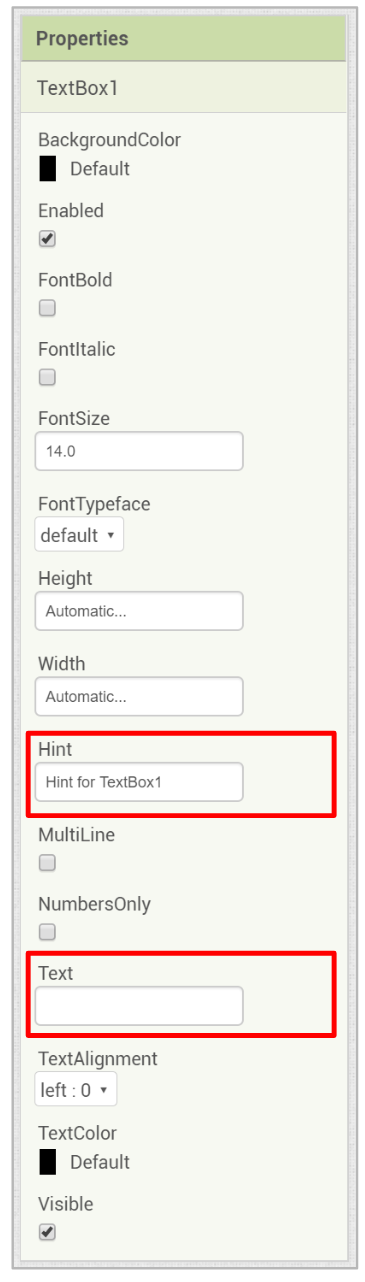 Properties
TextBox1
BackgroundColor
Default
Enabled
FontBold
FontItalic
FontSize
14.0
FontTypeface
default
Height
Automatic...
Width
Automatic...
Hint
Hint for TextBox1
MultiLine
NumbersOnly
Text
TextAlignment
left : 0
TextColor
Default
Visible